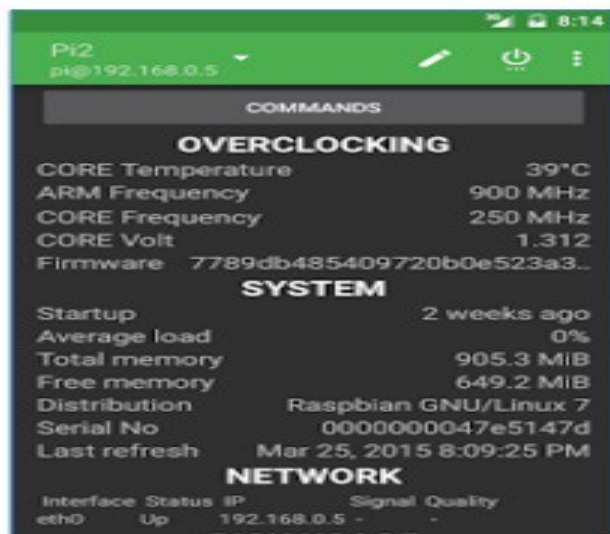 3G 8:14
Pi2
pi@192.168.0.5
COMMANDS
OVERCLOCKING
CORE Temperature 39°C
ARM Frequency 900 MHz
CORE Frequency 250 MHz
CORE Volt 1.312
Firmware 7789db485409720b0e523a3..
SYSTEM
Startup 2 weeks ago
Average load 0%
Total memory 905.3 MiB
Free memory 649.2 MiB
Distribution Raspbian GNU/Linux 7
Serial No 0000000047e5147d
Last refresh Mar 25, 2015 8:09:25 PM
NETWORK
Interface Status IP Signal Quality
eth0 Up 192.168.0.5 - -